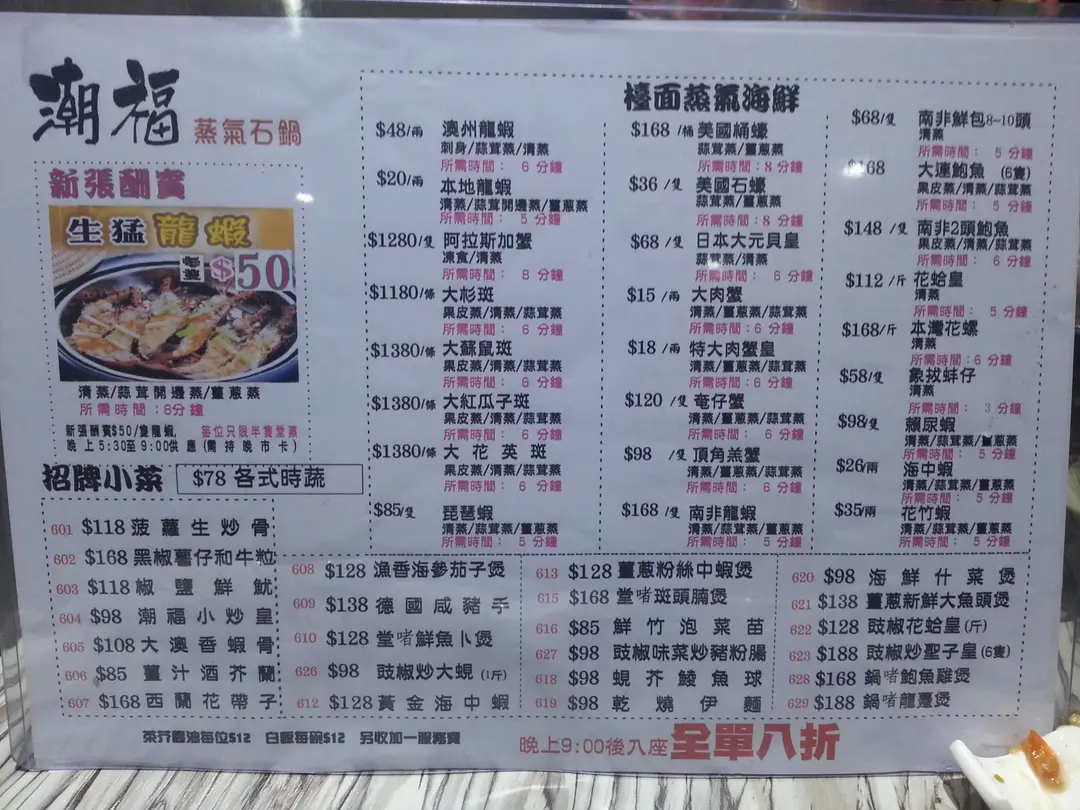 潮福 蒸氣石鍋
新張酬賓
生猛龍蝦
$50
清蒸/蒜茸開邊蒸/薑蔥蒸
所需時間：8分鐘
新張酬賓$50/隻龍蝦, 每位只限半隻堂蒸
晚上5:30至9:00供應(需持晚市卡)
檯面蒸氣海鮮
$48/兩 澳州龍蝦
刺身/蒜茸蒸/清蒸
所需時間： 6 分鐘
$20/兩 本地龍蝦
清蒸/蒜茸開邊蒸/薑蔥蒸
所需時間： 5 分鐘
$1280/隻 阿拉斯加蟹
凍食/清蒸
所需時間： 8 分鐘
$1180/條 大杉斑
果皮蒸/清蒸/蒜茸蒸
所需時間： 6 分鐘
$1380/條 大蘇鼠斑
果皮蒸/清蒸/蒜茸蒸
所需時間： 6 分鐘
$1380/條 大紅瓜子斑
果皮蒸/清蒸/蒜茸蒸
所需時間： 6 分鐘
$1380/條 大花英斑
果皮蒸/清蒸/蒜茸蒸
所需時間： 6 分鐘
$85/隻 琵琶蝦
清蒸/蒜茸蒸/薑蔥蒸
所需時間： 5 分鐘
$168/桶 美國桶蠔
蒜茸蒸/薑蔥蒸
所需時間：8 分鐘
$36/隻 美國石蠔
蒜茸蒸/薑蔥蒸
所需時間：8 分鐘
$68/隻 日本大元貝皇
蒜茸蒸/清蒸
所需時間： 6 分鐘
$15/兩 大肉蟹
清蒸/薑蔥蒸/蒜茸蒸
所需時間：6 分鐘
$18/兩 特大肉蟹皇
清蒸/薑蔥蒸/蒜茸蒸
所需時間：6 分鐘
$120/隻 奄仔蟹
清蒸/薑蔥蒸/蒜茸蒸
所需時間： 6 分鐘
$98/隻 頂角羔蟹
清蒸/薑蔥蒸/蒜茸蒸
所需時間： 6 分鐘
$168/隻 南非龍蝦
清蒸/蒜茸蒸/薑蔥蒸
所需時間： 5 分鐘
$68/隻 南非鮮包8-10頭
清蒸
所需時間： 5 分鐘
大連鮑魚 (6隻)
果皮蒸/清蒸/蒜茸蒸
所需時間： 5 分鐘
$148/隻 南非2頭鮑魚
果皮蒸/清蒸/蒜茸蒸
所需時間： 6 分鐘
$112/斤 花蛤皇
清蒸
所需時間： 5 分鐘
$168/斤 本灣花螺
清蒸
所需時間：6 分鐘
$58/隻 象拔蚌仔
清蒸
所需時間： 3 分鐘
$98/隻 賴尿蝦
清蒸/蒜茸蒸/薑蔥蒸
所需時間： 5 分鐘
$26/兩 海中蝦
清蒸/蒜茸蒸/薑蔥蒸
所需時間： 5 分鐘
$35/兩 花竹蝦
清蒸/蒜茸蒸/薑蔥蒸
所需時間： 5 分鐘
招牌小菜 $78 各式時蔬
601 $118 菠蘿生炒骨
602 $168 黑椒薯仔和牛粒
603 $118 椒鹽鮮魷
604 $98 潮福小炒皇
605 $108 大澳香蝦骨
606 $85 薑汁酒芥蘭
607 $168 西蘭花帶子
608 $128 漁香海參茄子煲
609 $138 德國咸豬手
610 $128 堂啫鮮魚卜煲
626 $98 豉椒炒大蜆 (1斤)
612 $128 黃金海中蝦
613 $128 薑蔥粉絲中蝦煲
615 $168 堂啫斑頭腩煲
616 $85 鮮竹泡菜苗
627 $98 豉椒味菜炒豬粉腸
618 $98 蜆芥鯪魚球
619 $98 乾燒伊麵
620 $98 海鮮什菜煲
621 $138 薑蔥新鮮大魚頭煲
622 $128 豉椒花蛤皇 (斤)
623 $188 豉椒炒聖子皇 (6隻)
628 $168 鍋啫鮑魚雞煲
629 $188 鍋啫龍躉煲
茶芥醬油每位$12 白飯每碗$12 另收加一服務費
晚上9:00後入座全單八折